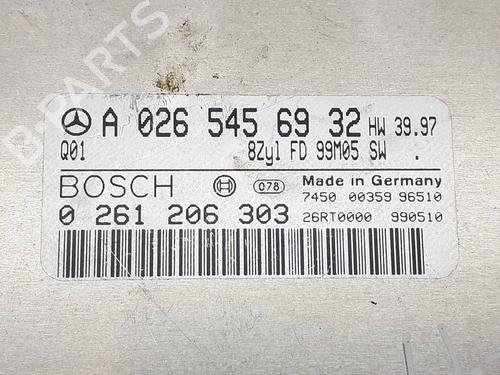 A 026 545 69 32 HW 39.97
Q01 8Zyl FD 99M05 SW .
BOSCH 078 Made in Germany
7450 00359 96510
0 261 206 303 26RT0000 990510
B-PARTS